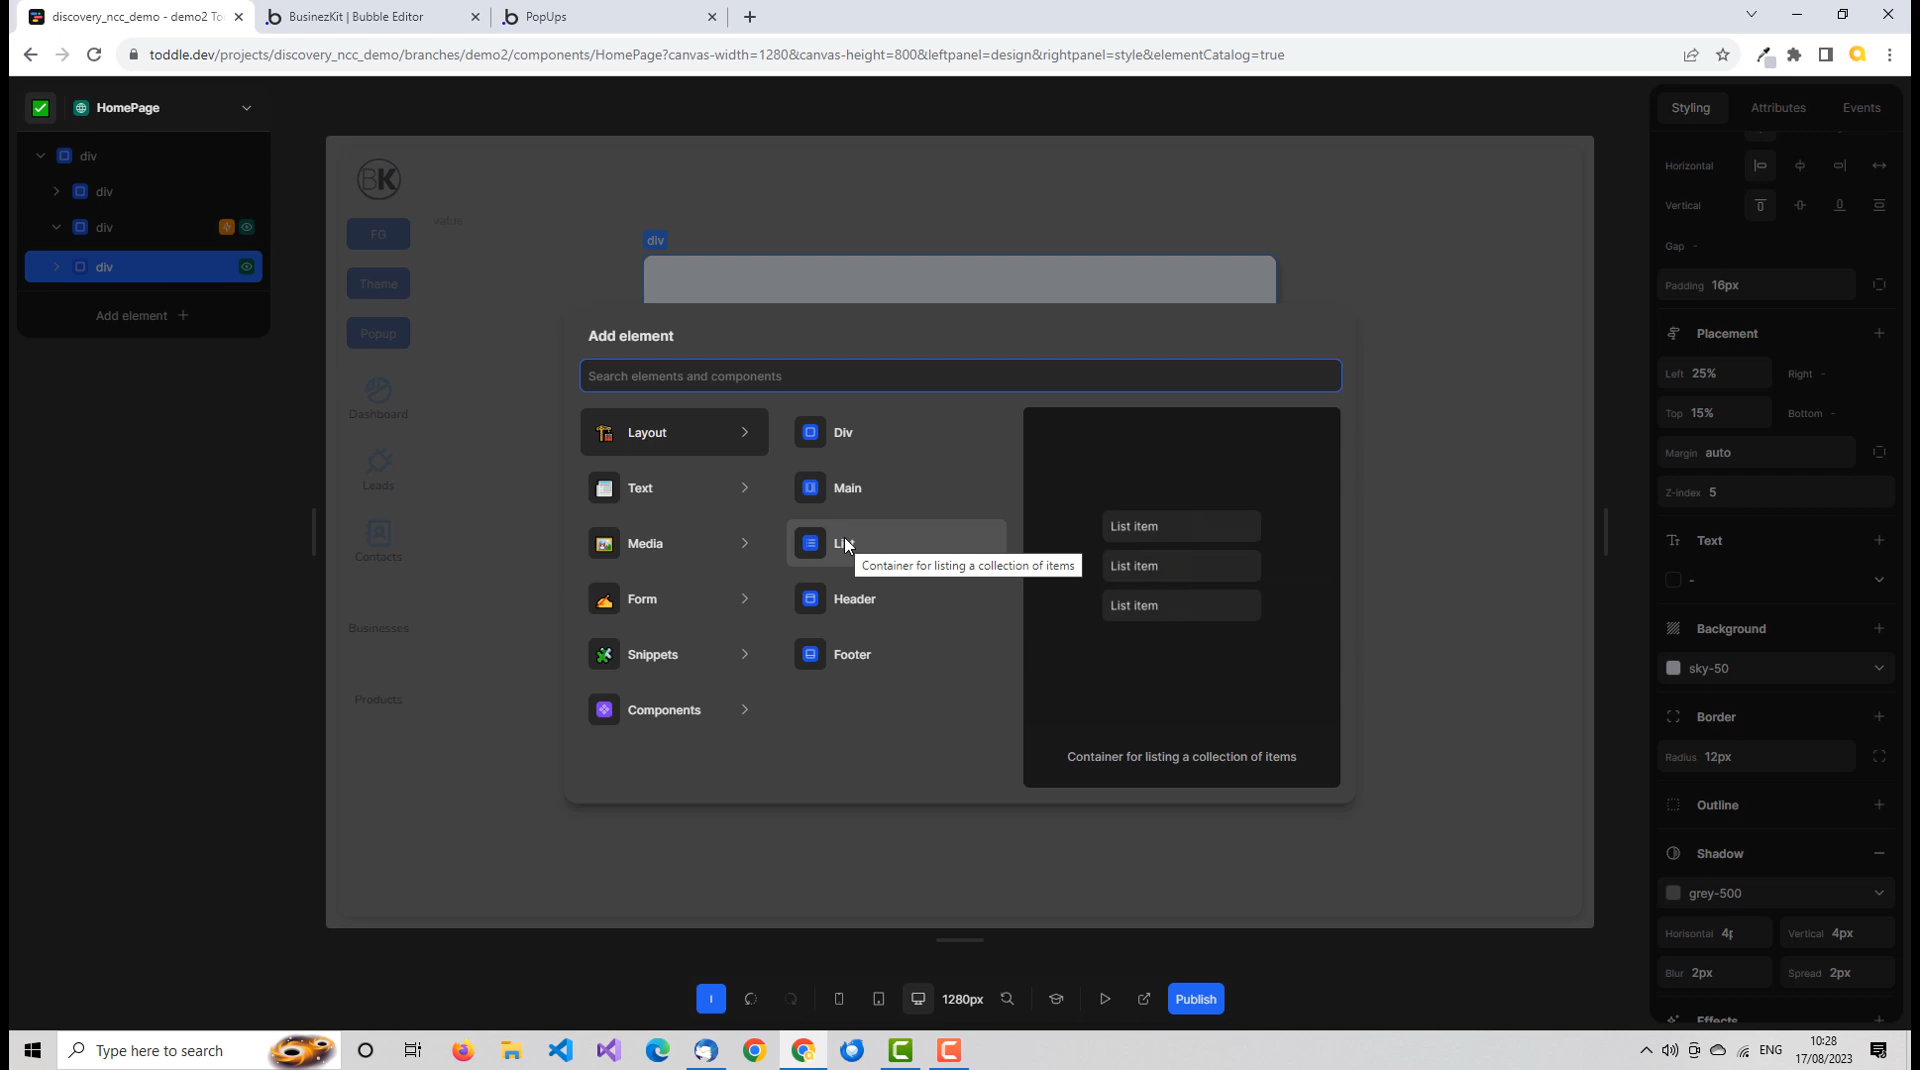 discovery_ncc_demo - demo2 To
BusinezKit | Bubble Editor
PopUps
toddle.dev/projects/discovery_ncc_demo/branches/demo2/components/HomePage?canvas-width=1280&canvas-height=800&leftpanel=design&rightpanel=style&elementCatalog=true
HomePage
div
div
div
div
Add element
BK
FG
value
Theme
Popup
Dashboard
Leads
Contacts
Businesses
Products
div
Add element
Search elements and components
Layout
Text
Media
Form
Snippets
Components
Div
Main
Header
Footer
Container for listing a collection of items
List item
List item
List item
Container for listing a collection of items
Styling
Attributes
Events
Horizontal
Vertical
Gap -
Padding 16px
Placement
Left 25%
Right -
Top 15%
Bottom -
Margin auto
Z-index 5
Text
-
Background
sky-50
Border
Radius 12px
Outline
Shadow
grey-500
Horisontal 4p
Vertical 4px
Blur 2px
Spread 2px
Effects
1280px
Publish
Type here to search
ENG
10:28
17/08/2023